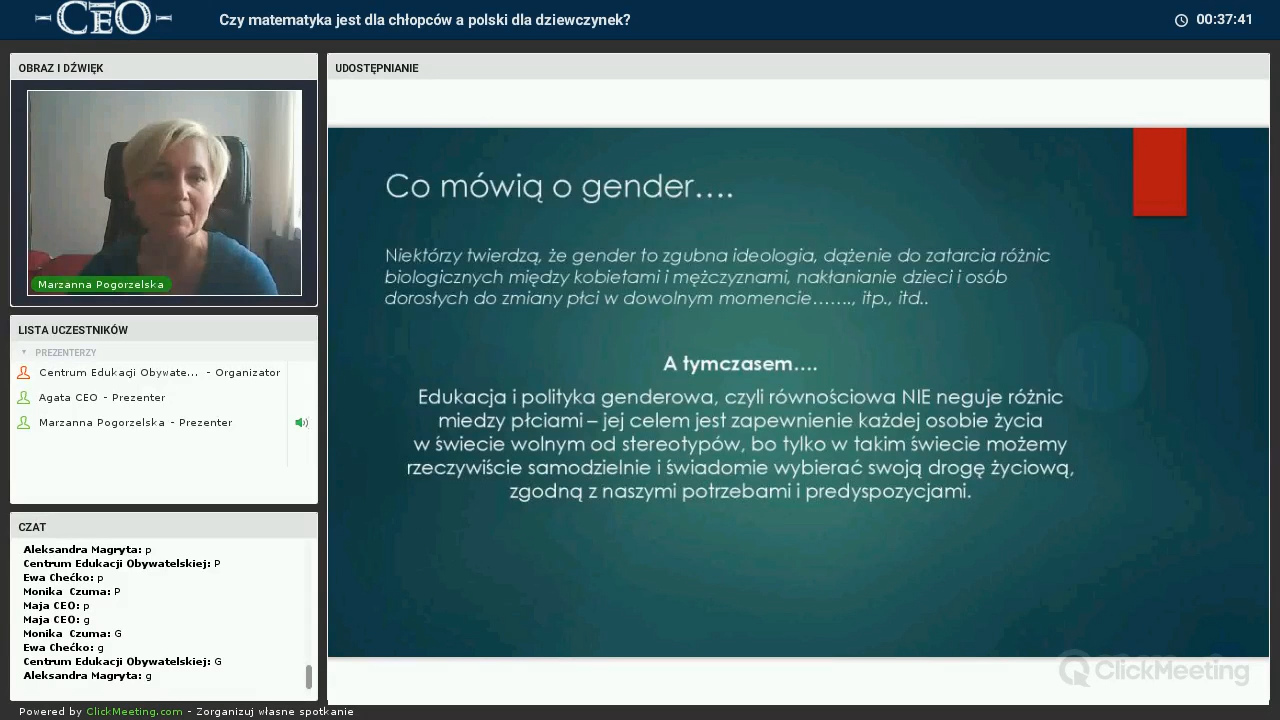 CEO
Czy matematyka jest dla chłopców a polski dla dziewczynek?
00:37:41
OBRAZ I DŹWIĘK
Marzanna Pogorzelska
LISTA UCZESTNIKÓW
PREZENTERZY
Centrum Edukacji Obywate... - Organizator
Agata CEO - Prezenter
Marzanna Pogorzelska - Prezenter
CZAT
Aleksandra Magryta: p
Centrum Edukacji Obywatelskiej: P
Ewa Chećko: p
Monika Czuma: P
Maja CEO: p
Maja CEO: g
Monika Czuma: G
Ewa Chećko: g
Centrum Edukacji Obywatelskiej: G
Aleksandra Magryta: g
Powered by ClickMeeting.com - Zorganizuj własne spotkanie
UDOSTĘPNIANIE
Co mówią o gender....
Niektórzy twierdzą, że gender to zgubna ideologia, dążenie do zatarcia różnic
biologicznych między kobietami i mężczyznami, nakłanianie dzieci i osób
dorosłych do zmiany płci w dowolnym momencie……., itp., itd..
A tymczasem….
Edukacja i polityka genderowa, czyli równościowa NIE neguje różnic
miedzy płciami – jej celem jest zapewnienie każdej osobie życia
w świecie wolnym od stereotypów, bo tylko w takim świecie możemy
rzeczywiście samodzielnie i świadomie wybierać swoją drogę życiową,
zgodną z naszymi potrzebami i predyspozycjami.
ClickMeeting